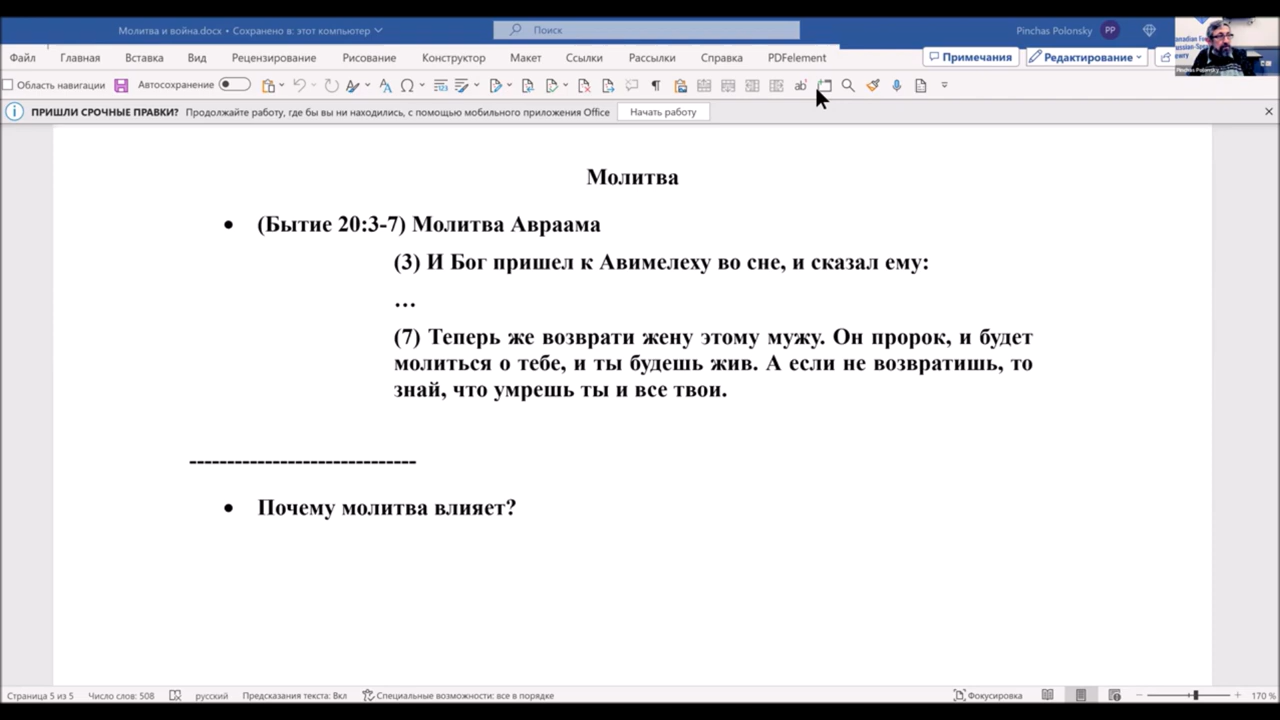 Молитва и война.docx • Сохранено в: этот компьютер
Поиск
Pinchas Polonsky PP
Файл Главная Вставка Вид Рецензирование Рисование Конструктор Макет Ссылки Рассылки Справка PDFelement Примечания Редактирование
Область навигации Автосохранение
ПРИШЛИ СРОЧНЫЕ ПРАВКИ? Продолжайте работу, где бы вы ни находились, с помощью мобильного приложения Office Начать работу
Молитва
• (Бытие 20:3-7) Молитва Авраама
(3) И Бог пришел к Авимелеху во сне, и сказал ему:
…
(7) Теперь же возврати жену этому мужу. Он пророк, и будет
молиться о тебе, и ты будешь жив. А если не возвратишь, то
знай, что умрешь ты и все твои.
------------------------------
• Почему молитва влияет?
Страница 5 из 5 Число слов: 508 русский Предсказания текста: Вкл Специальные возможности: все в порядке Фокусировка 170 %